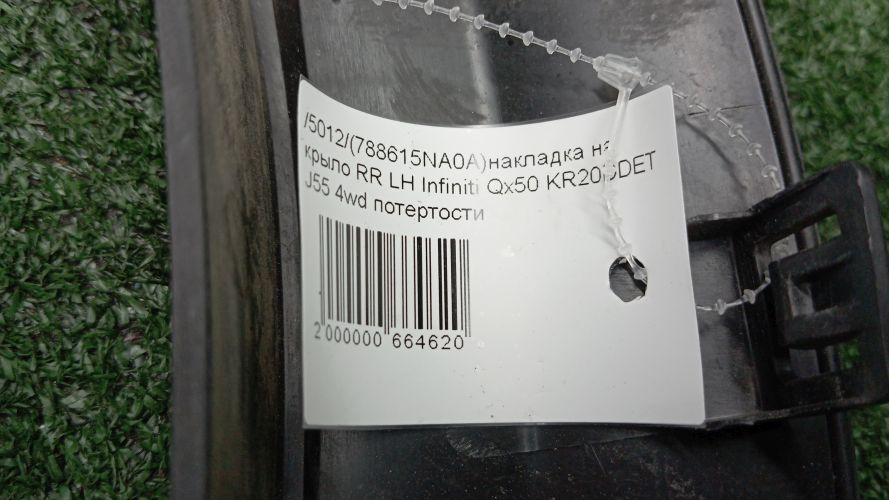 /5012/(788615NA0A)накладка на
крыло RR LH Infiniti Qx50 KR20DDET
J55 4wd потертости
2 000000 664620